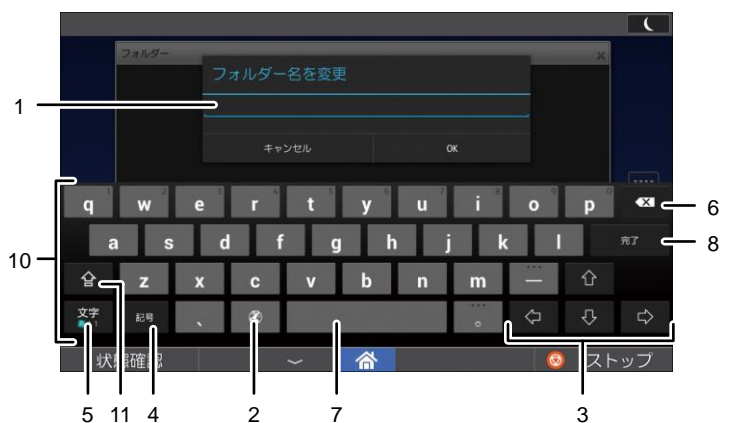 フォルダー
フォルダー名を変更
1
キャンセル OK
1 2 3 4 5 6 7 8 9 0
q w e r t y u i o p
6
a s d f g h j k l 完了
8
10
z x c v b n m —
文字 記号 、 。
状態確認 ストップ
5 11 4 2 7 3